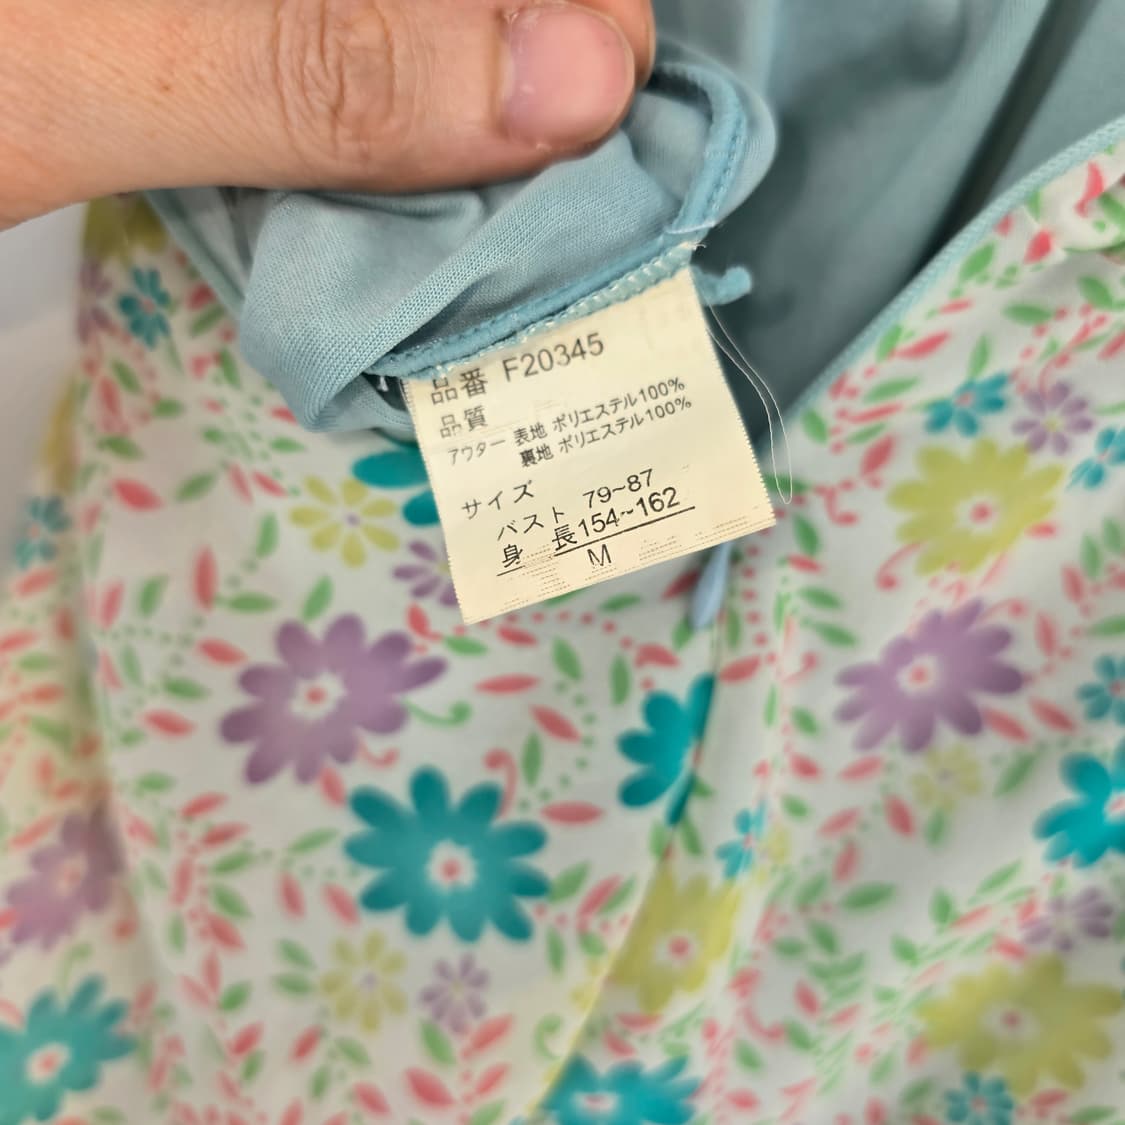 品番 F20345
品質
アウター 表地 ポリエステル100%
裏地 ポリエステル100%
サイズ
バスト 79~87
身 長154~162
M